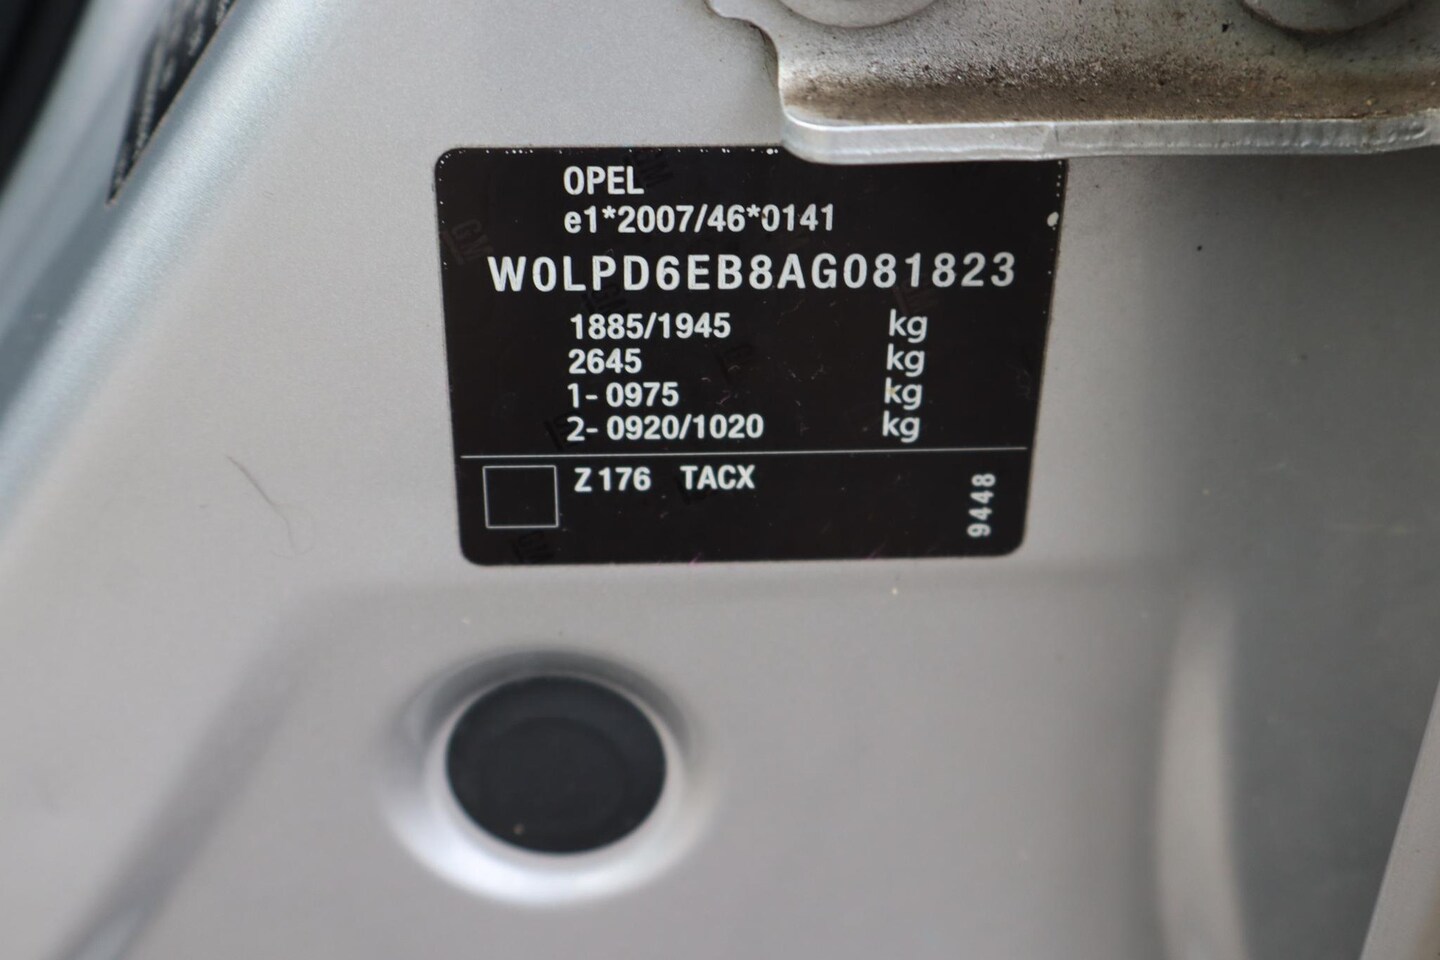 OPEL
e1*2007/46*0141
W0LPD6EB8AG081823
1885/1945 kg
2645 kg
1- 0975 kg
2- 0920/1020 kg
Z176 TACX
9448